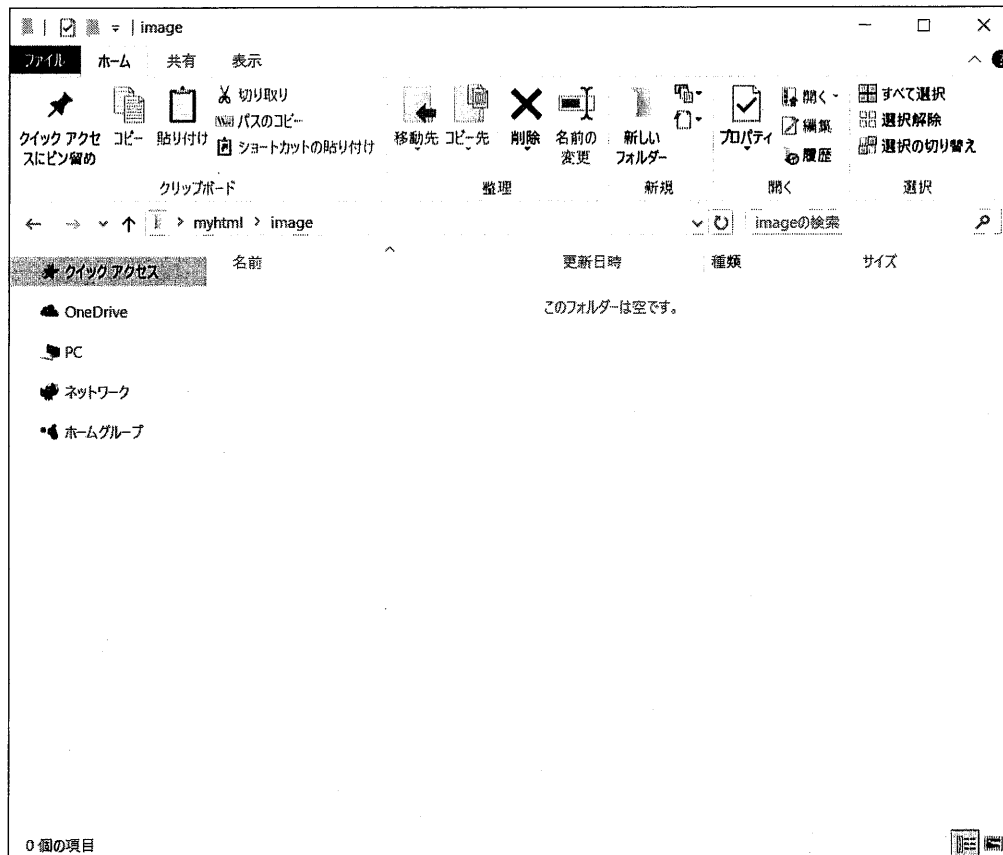 image
ファイル ホーム 共有 表示
クイック アクセスにピン留め
コピー
貼り付け
切り取り
パスのコピー
ショートカットの貼り付け
移動先
コピー先
削除
名前の変更
新しいフォルダー
プロパティ
開く
編集
履歴
すべて選択
選択解除
選択の切り替え
クリップボード 整理 新規 開く 選択
myhtml > image
imageの検索
名前 更新日時 種類 サイズ
クイック アクセス
このフォルダーは空です。
OneDrive
PC
ネットワーク
ホームグループ
0 個の項目